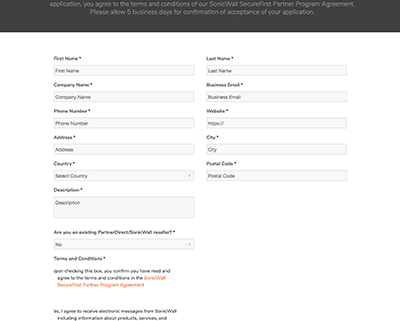 application, you agree to the terms and conditions of our SonicWall SecureFirst Partner Program Agreement.
Please allow 5 business days for confirmation of acceptance of your application.
First Name * Last Name *
First Name Last Name
Company Name * Business Email *
Company Name Business Email
Phone Number * Website *
Phone Number https://
Address * City *
Address City
Country * Postal Code *
Select Country Postal Code
Description *
Description
Are you an existing PartnerDirect/SonicWall reseller? *
No
Terms and Conditions *
pon checking this box, you confirm you have read and
agree to the terms and conditions in the SonicWall
SecureFirst Partner Program Agreement
es, I agree to receive electronic messages from SonicWall
including information about products, services, and